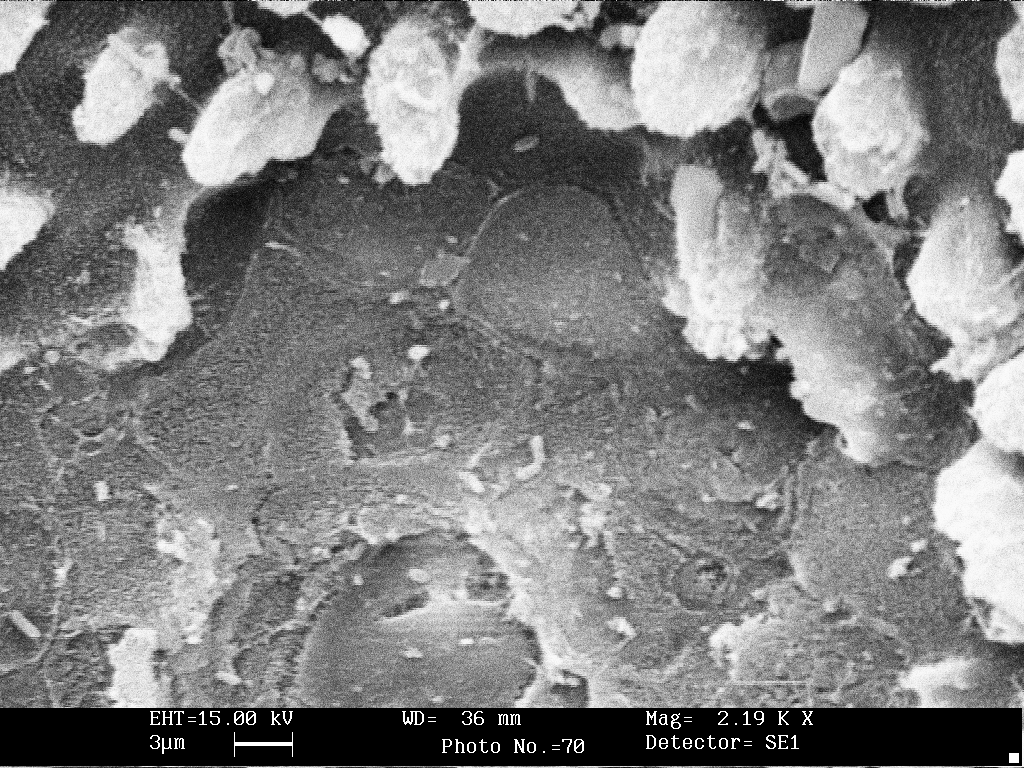 EHT=15.00 kV WD= 36 mm Mag= 2.19 K X
3µm Photo No.=70 Detector= SE1